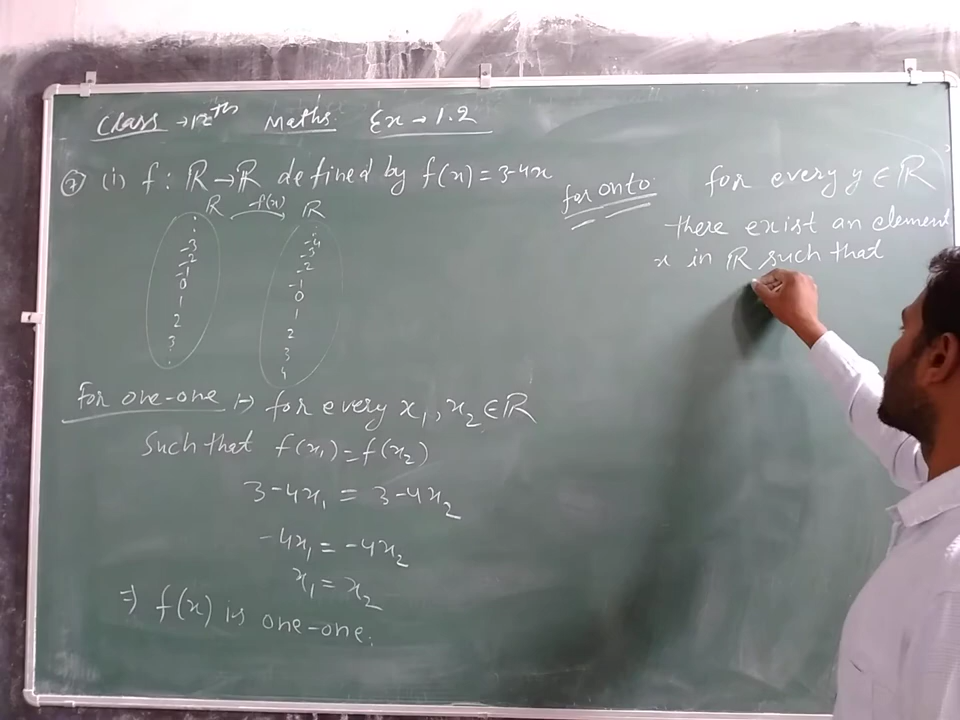 Class → 12th Maths Ex → 1.2
⑦ (i) f : R → R defined by f(x) = 3-4x
R f(x) R
.
-3
-2
-1
0
1
2
3
.
.
-4
-3
-2
-1
0
1
2
3
4
For one-one :-) for every x₁, x₂ ∈ R
Such that f(x₁) = f(x₂)
3-4x₁ = 3-4x₂
-4x₁ = -4x₂
x₁ = x₂
⇒ f(x) is one-one.
for onto for every y ∈ R
there exist an element
x in R such that